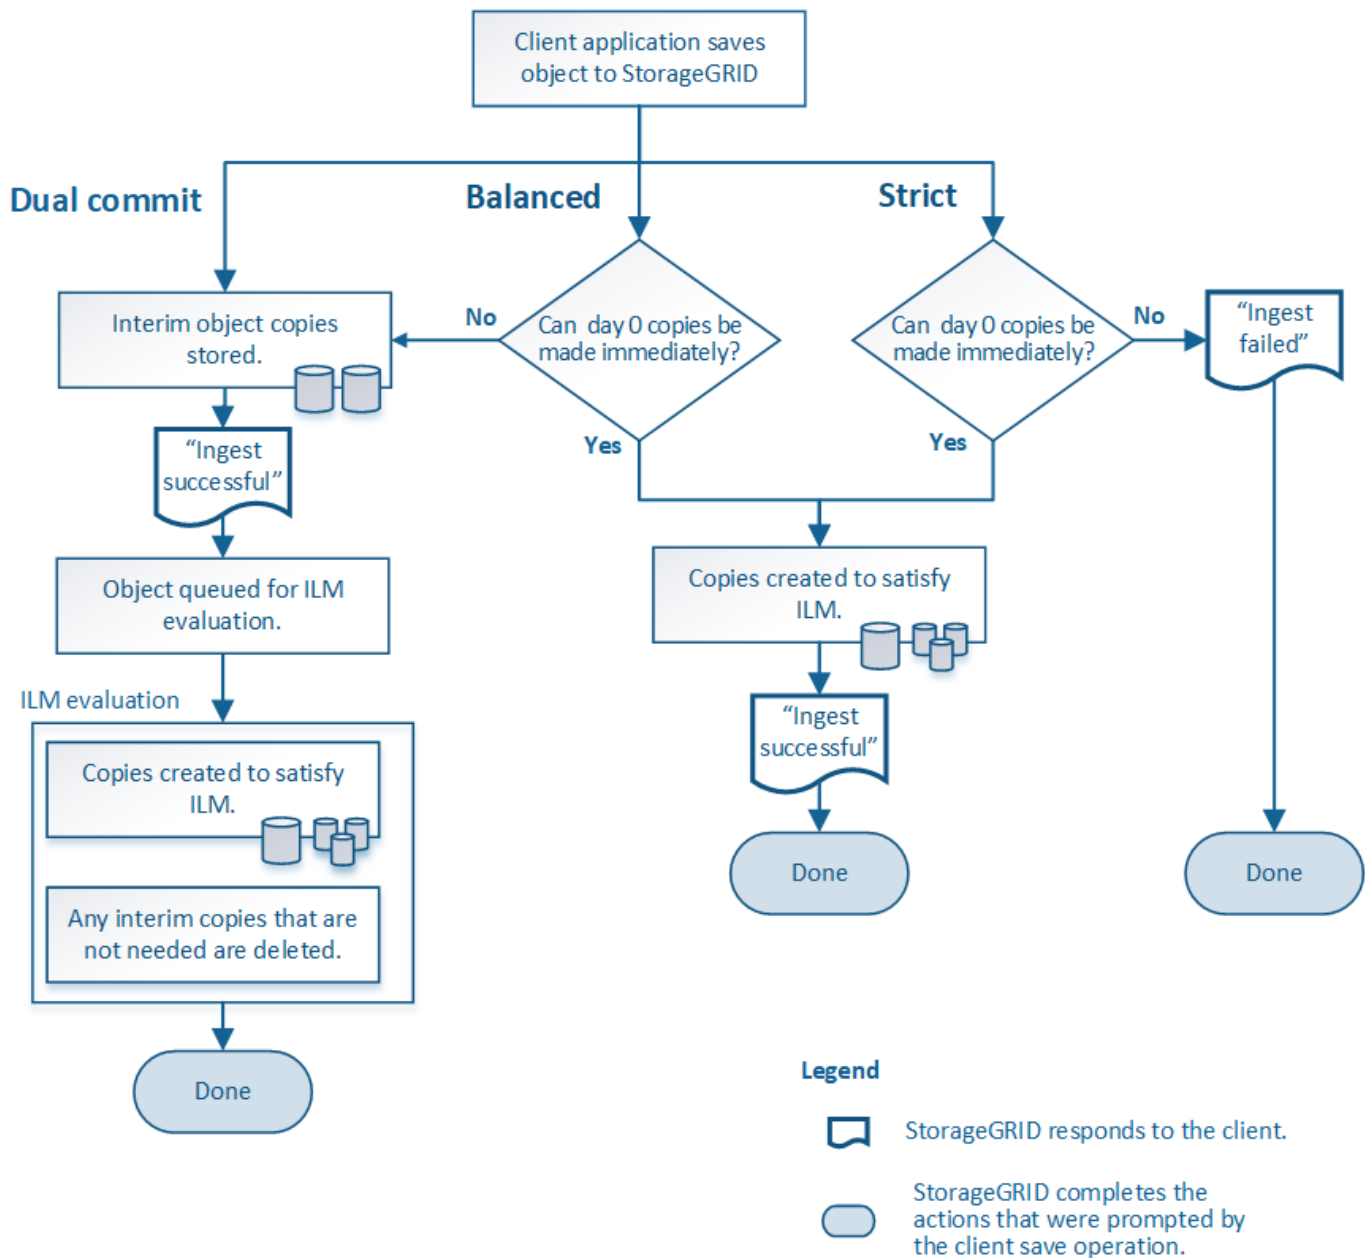 Client application saves
object to StorageGRID
Dual commit
Balanced
Strict
Interim object copies
stored.
No
Can day 0 copies be
made immediately?
Can day 0 copies be
made immediately?
No
“Ingest
failed”
Yes
Yes
“Ingest
successful”
Object queued for ILM
evaluation.
Copies created to satisfy
ILM.
ILM evaluation
“Ingest
successful”
Copies created to satisfy
ILM.
Done
Done
Any interim copies that are
not needed are deleted.
Done
Legend
StorageGRID responds to the client.
StorageGRID completes the
actions that were prompted by
the client save operation.